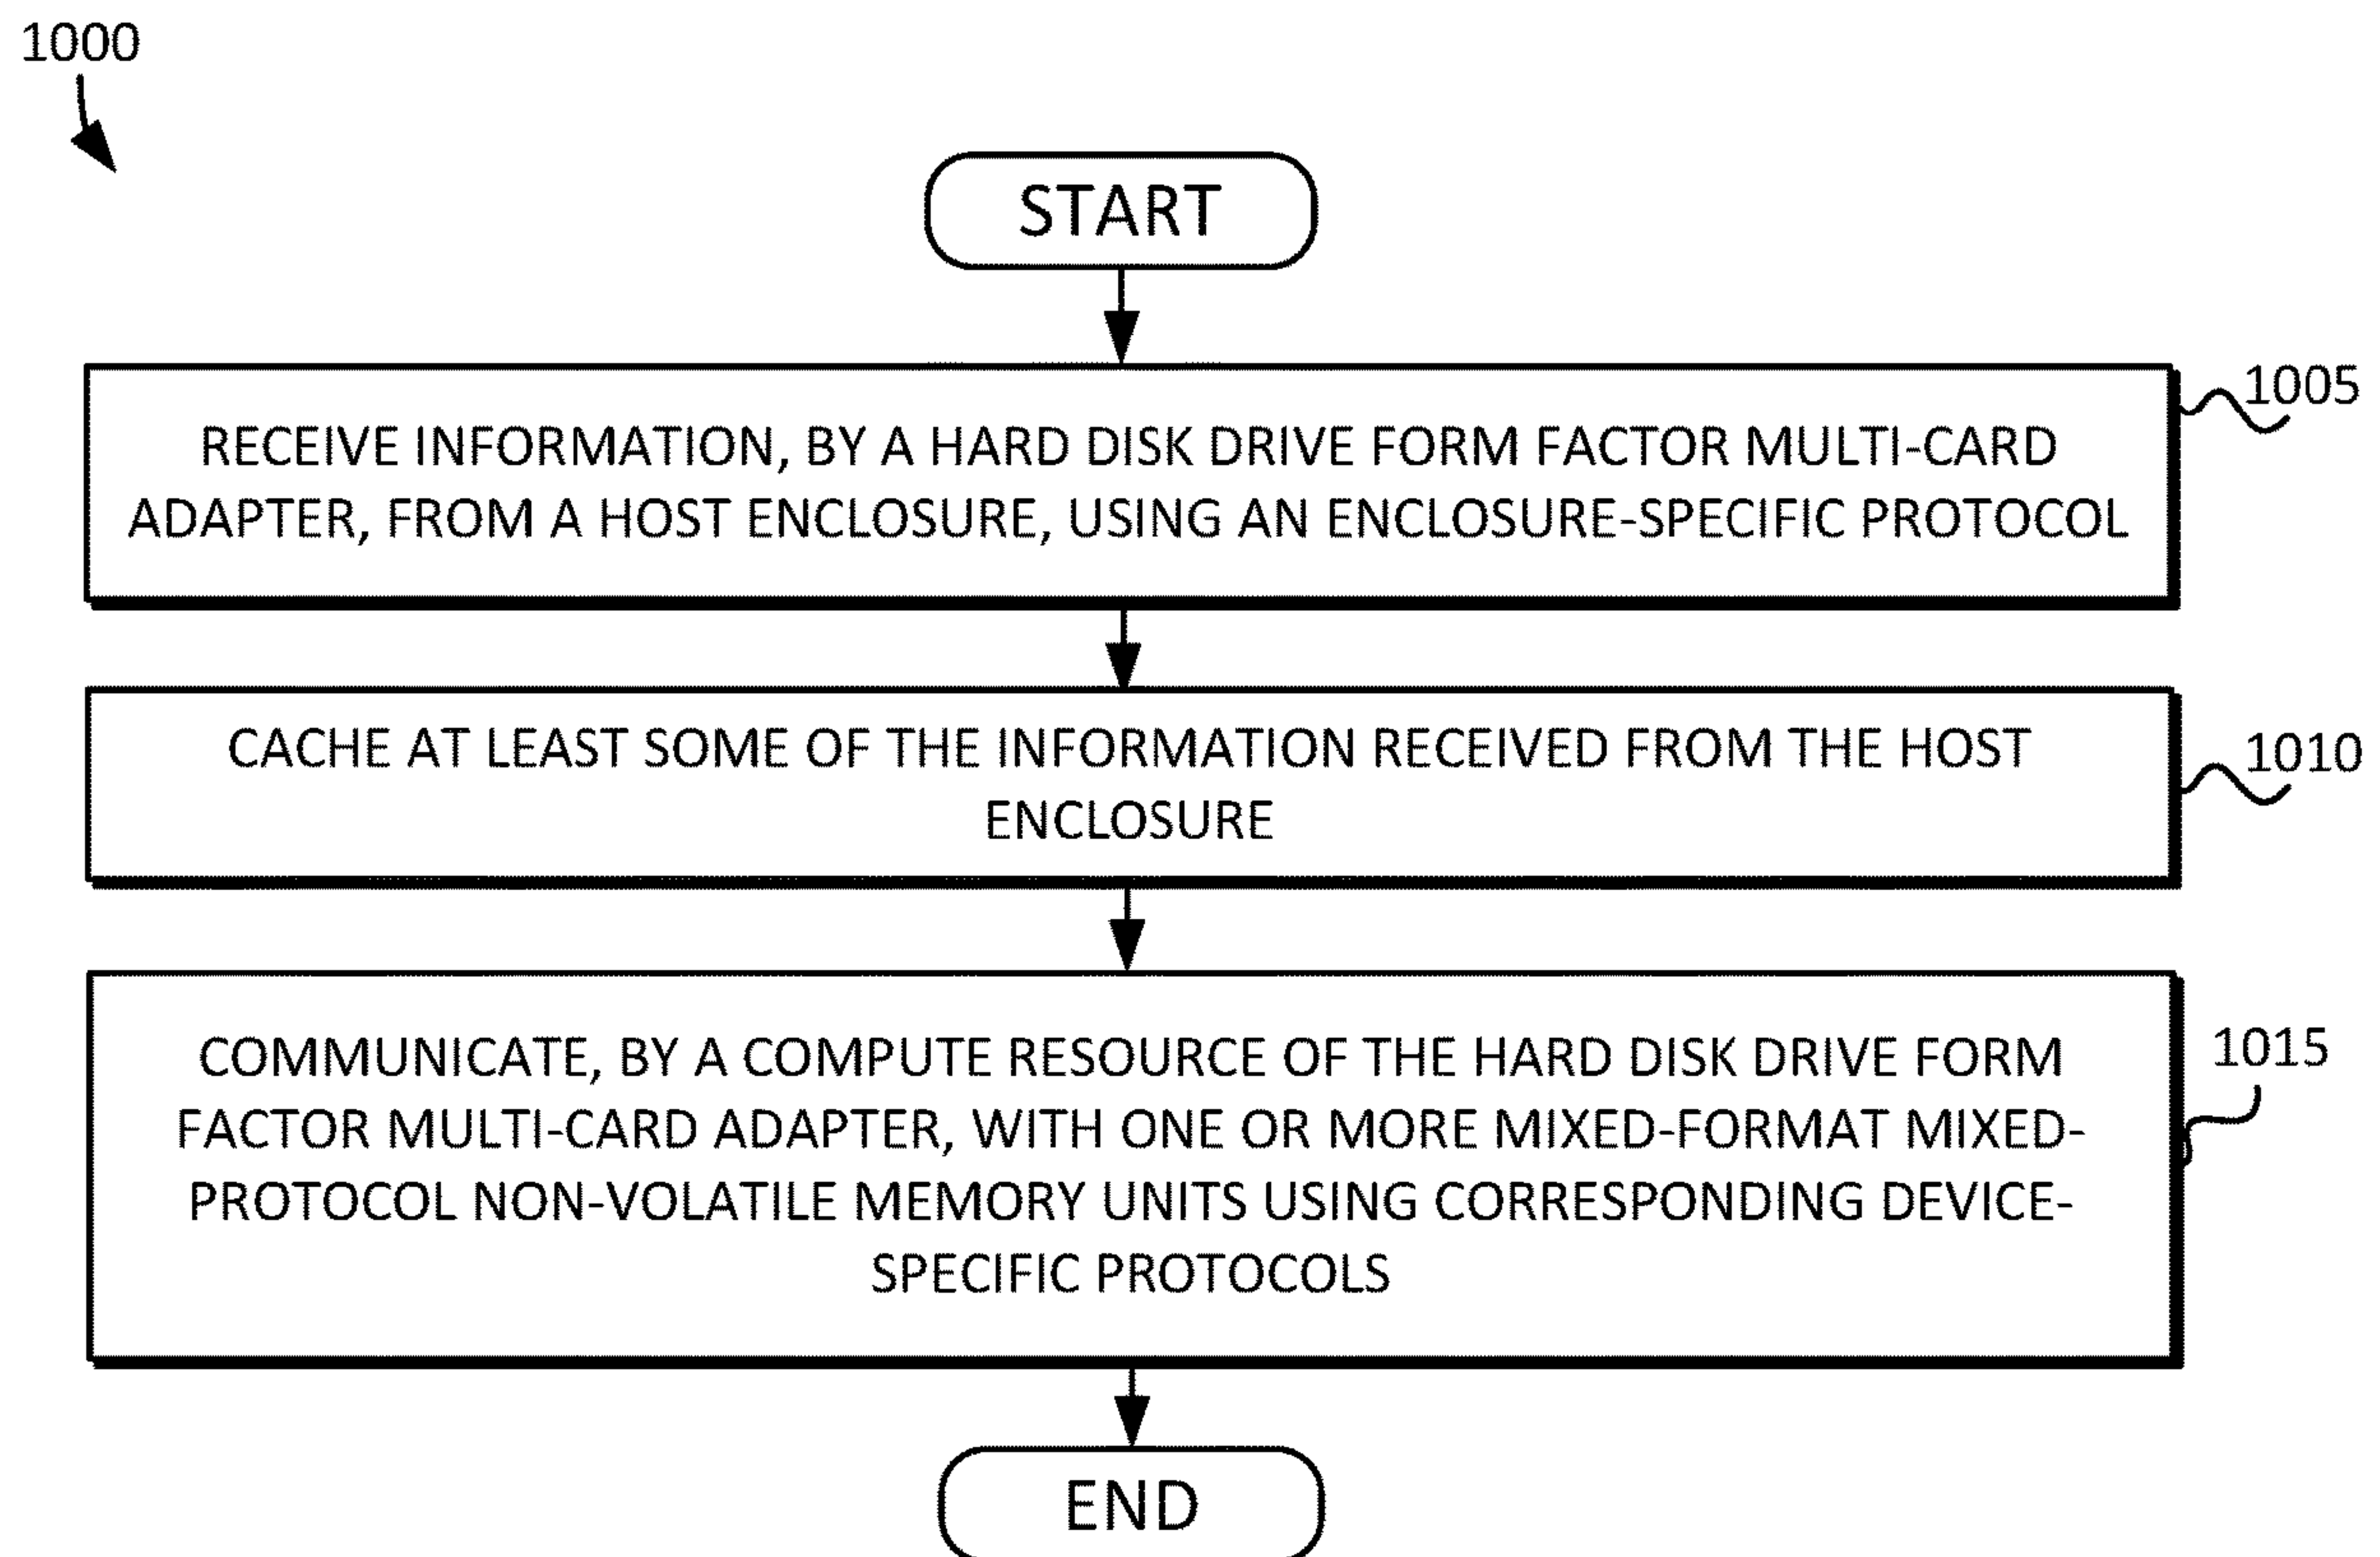 1000
START
1005
RECEIVE INFORMATION, BY A HARD DISK DRIVE FORM FACTOR MULTI-CARD
ADAPTER, FROM A HOST ENCLOSURE, USING AN ENCLOSURE-SPECIFIC PROTOCOL
CACHE AT LEAST SOME OF THE INFORMATION RECEIVED FROM THE HOST
1010
ENCLOSURE
COMMUNICATE, BY A COMPUTE RESOURCE OF THE HARD DISK DRIVE FORM
1015
FACTOR MULTI-CARD ADAPTER, WITH ONE OR MORE MIXED-FORMAT MIXED-
PROTOCOL NON-VOLATILE MEMORY UNITS USING CORRESPONDING DEVICE-
SPECIFIC PROTOCOLS
END